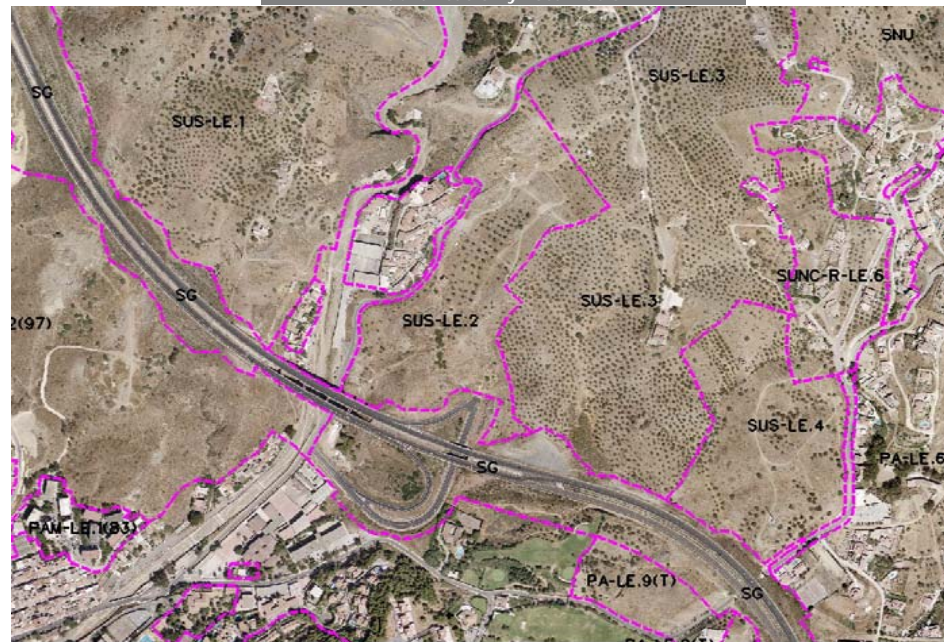 SNU
SUS-LE.3
SG
SUS-LE.1
SUNC-R-LE.6
SG
SUS-LE.3
SUS-LE.2
2(97)
SUS-LE.4
PA-LE.6
SG
PAM-LE.1(83)
PA-LE.9(T)
SG